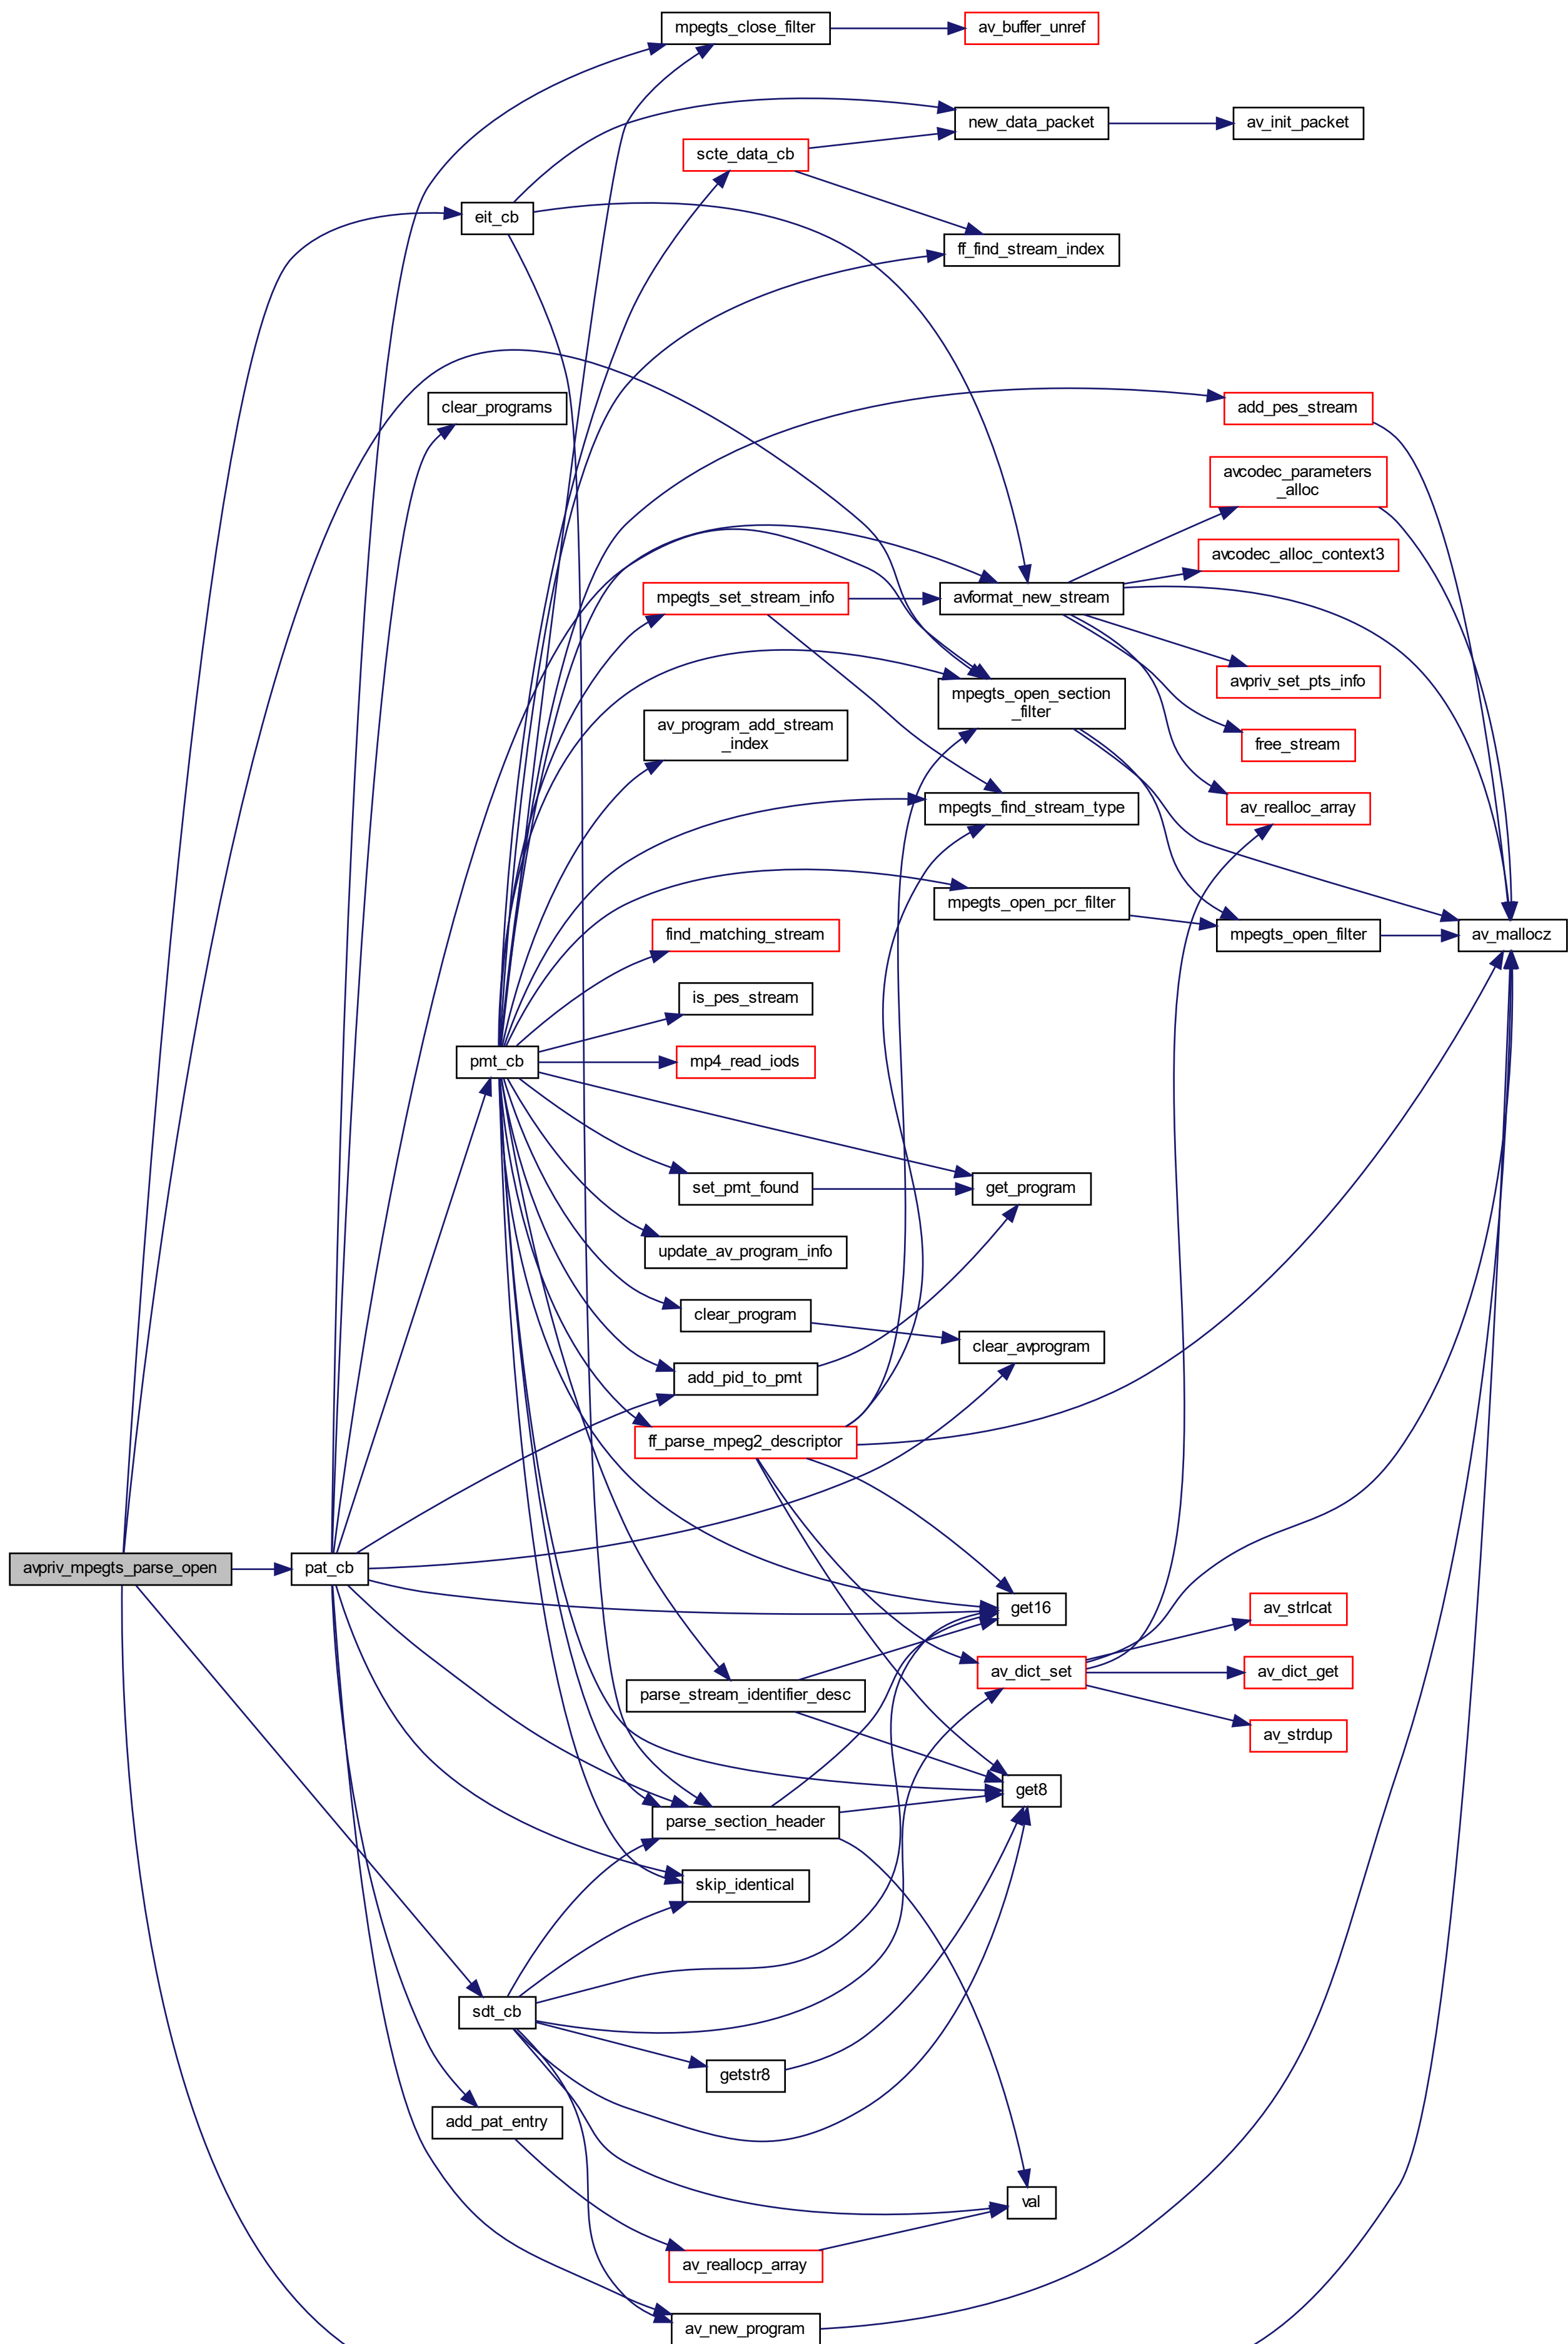 mpegts_close_filter
av_buffer_unref
new_data_packet
av_init_packet
scte_data_cb
eit_cb
ff_find_stream_index
clear_programs
add_pes_stream
avcodec_parameters
_alloc
avcodec_alloc_context3
mpegts_set_stream_info
avformat_new_stream
avpriv_set_pts_info
mpegts_open_section
_filter
av_program_add_stream
_index
free_stream
mpegts_find_stream_type
av_realloc_array
mpegts_open_pcr_filter
find_matching_stream
mpegts_open_filter
av_mallocz
is_pes_stream
pmt_cb
mp4_read_iods
set_pmt_found
get_program
update_av_program_info
clear_program
clear_avprogram
add_pid_to_pmt
ff_parse_mpeg2_descriptor
avpriv_mpegts_parse_open
pat_cb
get16
av_strlcat
av_dict_set
av_dict_get
parse_stream_identifier_desc
av_strdup
get8
parse_section_header
skip_identical
sdt_cb
getstr8
add_pat_entry
val
av_reallocp_array
av_new_program